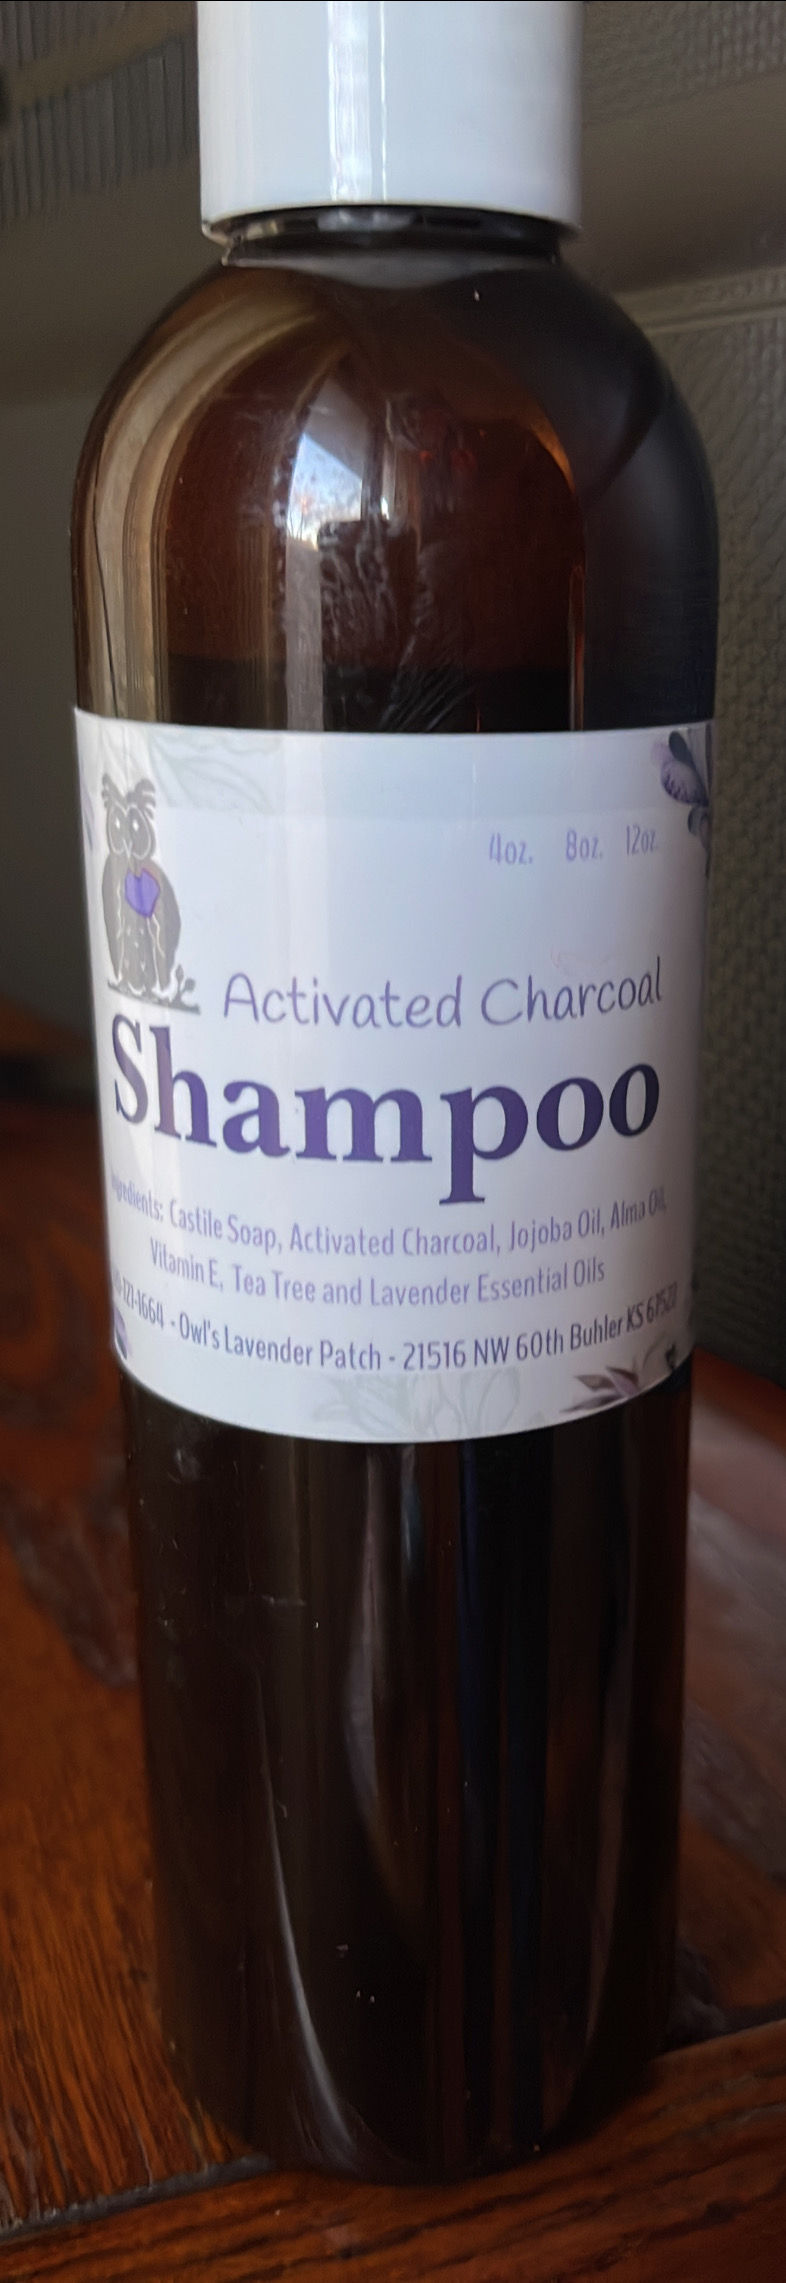 4oz. 8oz. 12oz.
Activated Charcoal
Shampoo
Ingredients: Castile Soap, Activated Charcoal, Jojoba Oil, Alma Oil,
Vitamin E, Tea Tree and Lavender Essential Oils
- Owl's Lavender Patch - 21516 NW 60th Buhler KS